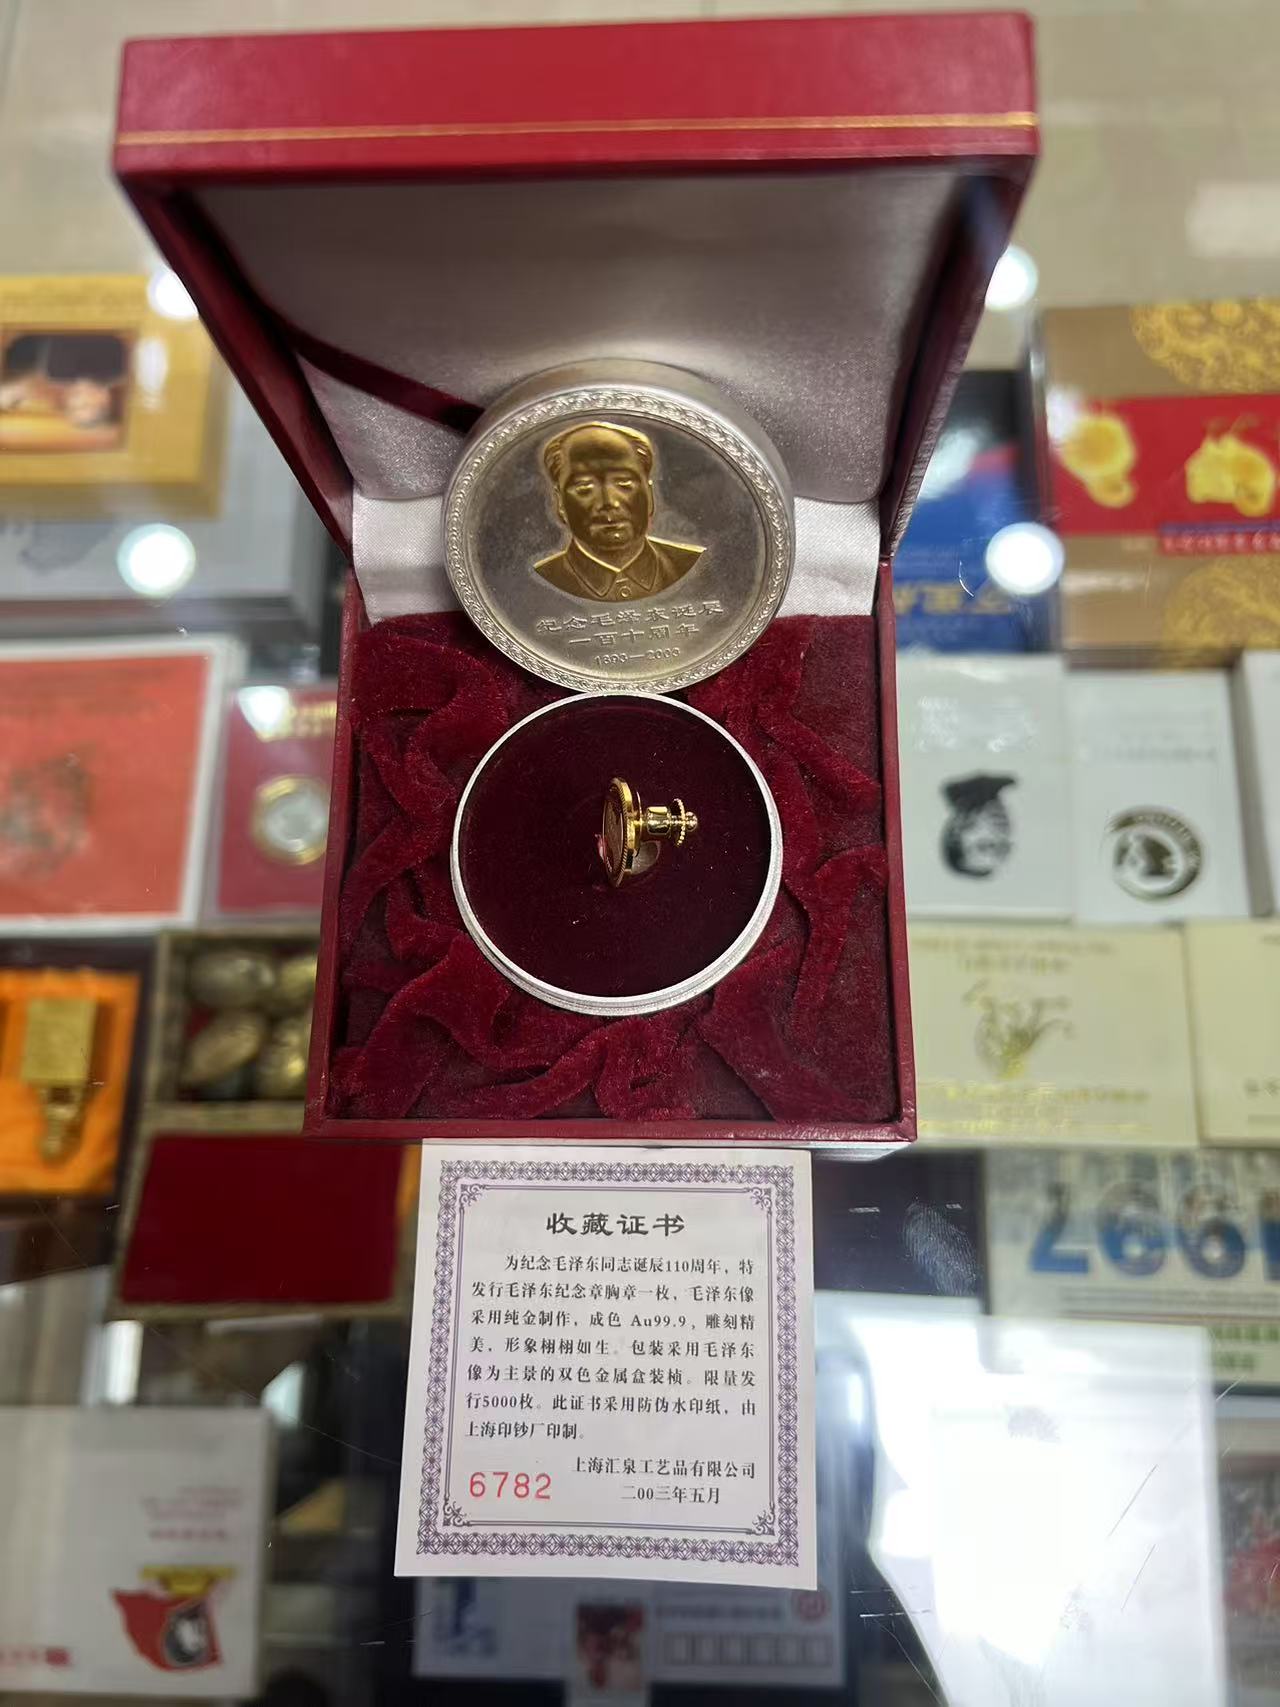 纪念毛泽东诞辰
一百十周年
1893—2003
收藏证书
为纪念毛泽东同志诞辰110周年，特
发行毛泽东纪念章胸章一枚，毛泽东像
采用纯金制作，成色 Au99.9，雕刻精
美，形象栩栩如生。包装采用毛泽东
像为主景的双色金属盒装桢。限量发
行5000枚。此证书采用防伪水印纸，由
上海印钞厂印制。
上海汇泉工艺品有限公司
6782
二00三年五月